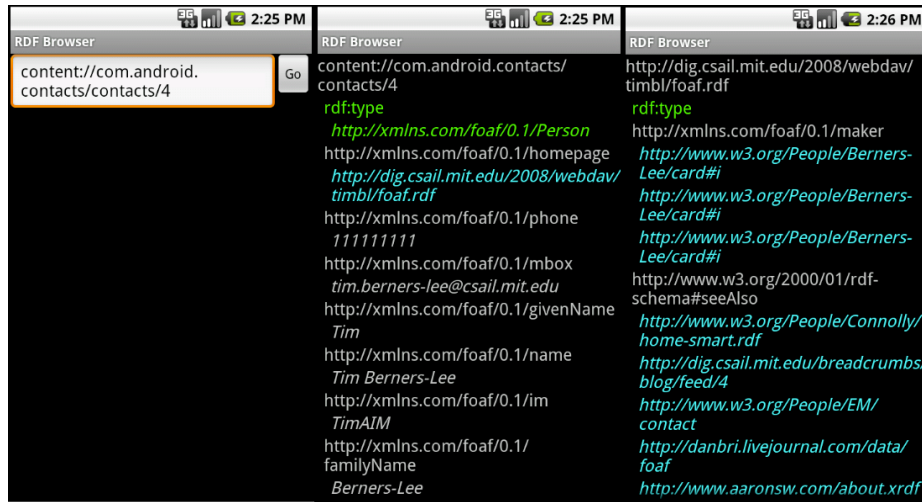 3G 2:25 PM
RDF Browser
content://com.android.
contacts/contacts/4
Go
3G 2:25 PM
RDF Browser
content://com.android.contacts/
contacts/4
rdf:type
http://xmlns.com/foaf/0.1/Person
http://xmlns.com/foaf/0.1/homepage
http://dig.csail.mit.edu/2008/webdav/
timbl/foaf.rdf
http://xmlns.com/foaf/0.1/phone
111111111
http://xmlns.com/foaf/0.1/mbox
tim.berners-lee@csail.mit.edu
http://xmlns.com/foaf/0.1/givenName
Tim
http://xmlns.com/foaf/0.1/name
Tim Berners-Lee
http://xmlns.com/foaf/0.1/im
TimAIM
http://xmlns.com/foaf/0.1/
familyName
Berners-Lee
3G 2:26 PM
RDF Browser
http://dig.csail.mit.edu/2008/webdav/
timbl/foaf.rdf
rdf:type
http://xmlns.com/foaf/0.1/maker
http://www.w3.org/People/Berners-
Lee/card#i
http://www.w3.org/People/Berners-
Lee/card#i
http://www.w3.org/People/Berners-
Lee/card#i
http://www.w3.org/2000/01/rdf-
schema#seeAlso
http://www.w3.org/People/Connolly/
home-smart.rdf
http://dig.csail.mit.edu/breadcrumbs/
blog/feed/4
http://www.w3.org/People/EM/
contact
http://danbri.livejournal.com/data/
foaf
http://www.aaronsw.com/about.xrdf